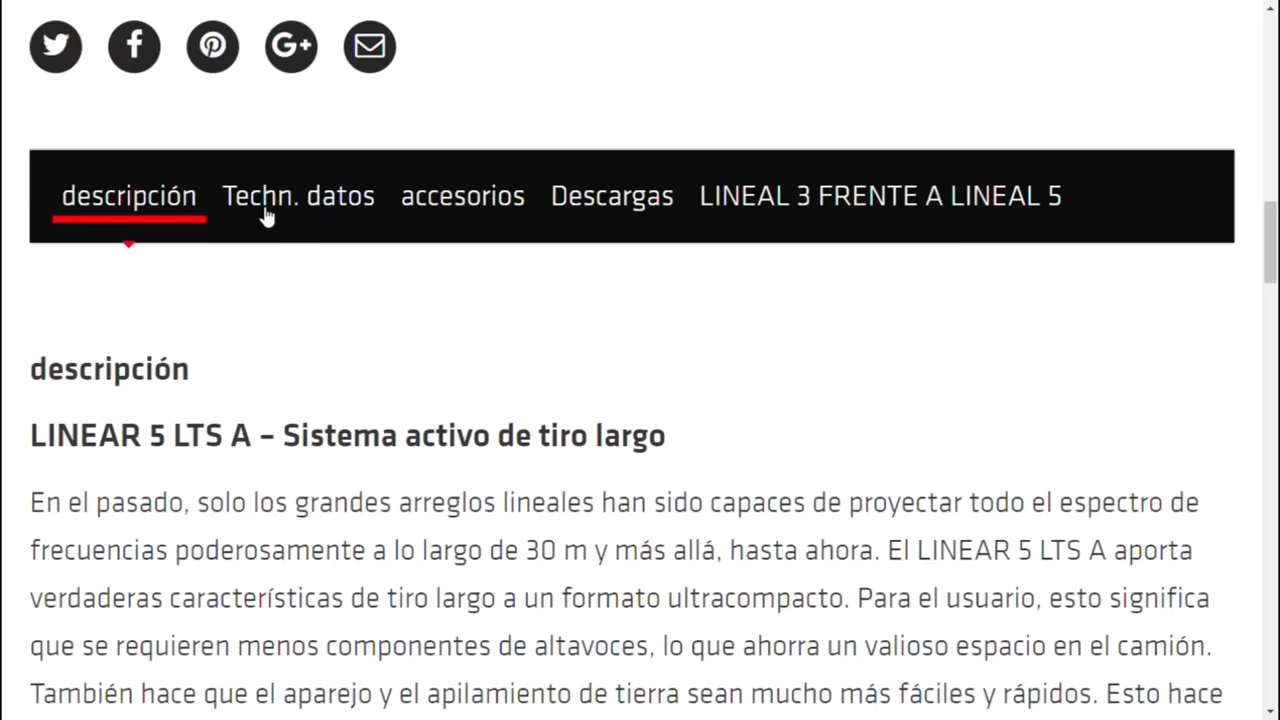 descripción Techn. datos accesorios Descargas LINEAL 3 FRENTE A LINEAL 5
descripción
LINEAR 5 LTS A – Sistema activo de tiro largo
En el pasado, solo los grandes arreglos lineales han sido capaces de proyectar todo el espectro de
frecuencias poderosamente a lo largo de 30 m y más allá, hasta ahora. El LINEAR 5 LTS A aporta
verdaderas características de tiro largo a un formato ultracompacto. Para el usuario, esto significa
que se requieren menos componentes de altavoces, lo que ahorra un valioso espacio en el camión.
También hace que el aparejo y el apilamiento de tierra sean mucho más fáciles y rápidos. Esto hace